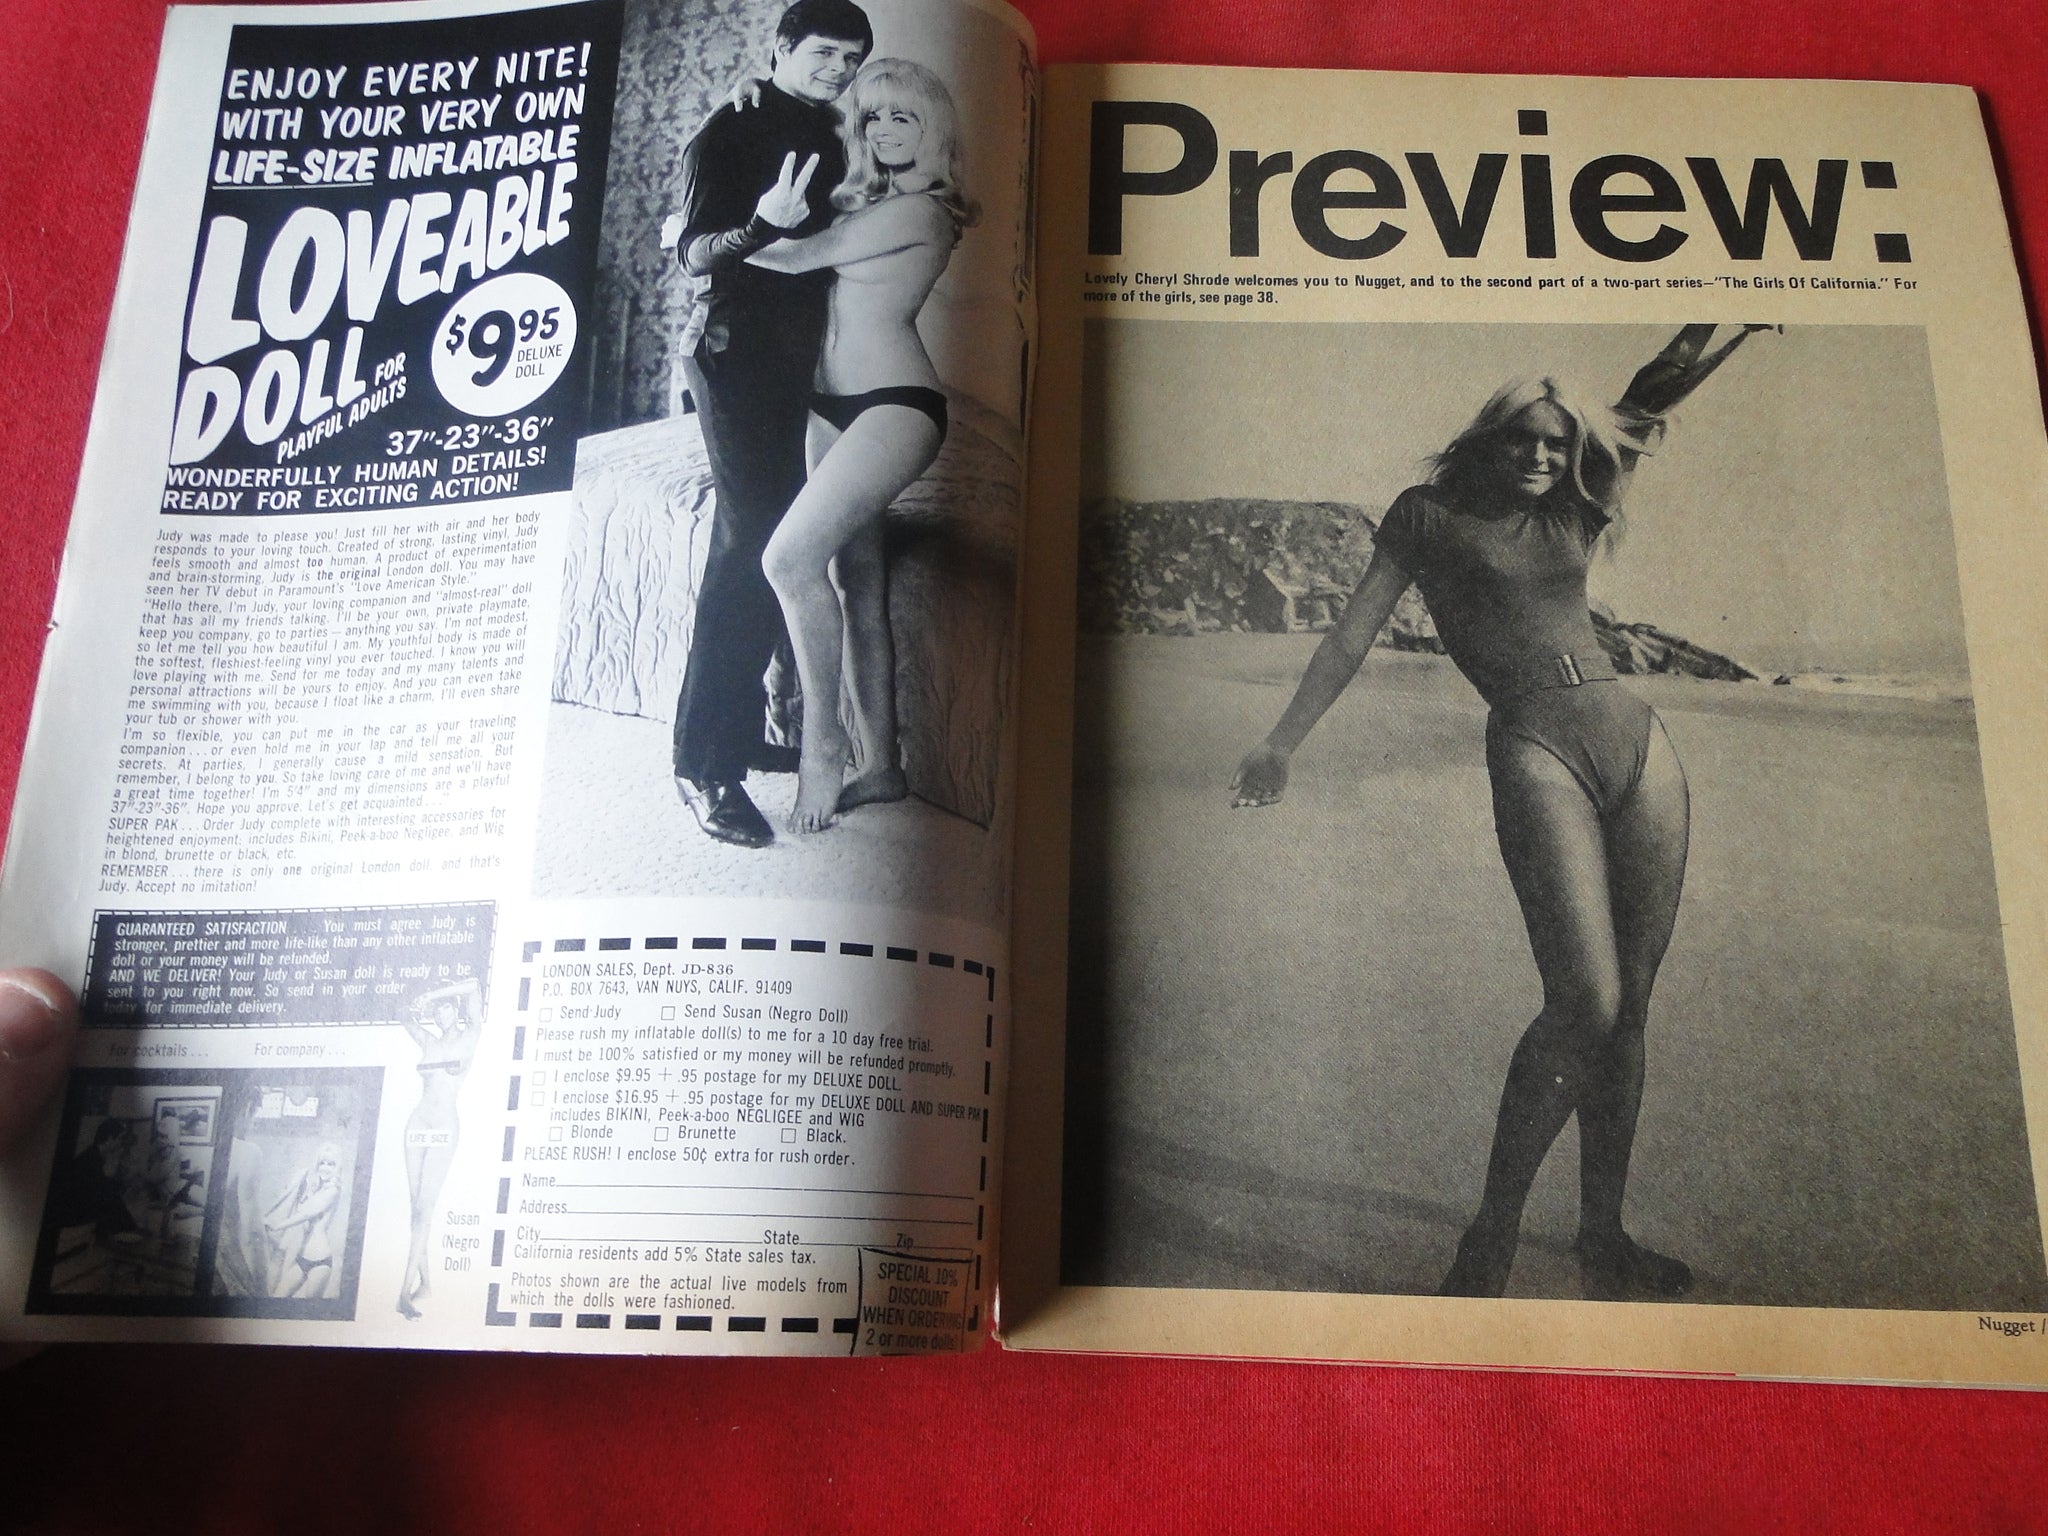 ENJOY EVERY NITE!
WITH YOUR VERY OWN
LIFE-SIZE INFLATABLE
LOVEABLE
DOLL FOR
PLAYFUL ADULTS
$9 95
DELUXE
DOLL
37"-23"-36"
WONDERFULLY HUMAN DETAILS!
READY FOR EXCITING ACTION!
Judy was made to please you! Just fill her with air and her body
responds to your loving touch. Created of strong, lasting vinyl, Judy
feels smooth and almost too human. A product of experimentation
and brain-storming, Judy is the original London doll. You may have
seen her TV debut in Paramount's "Love American Style."
"Hello there, I'm Judy, your loving companion and "almost-real" doll
that has all my friends talking. I'll be your own, private playmate,
keep you company, go to parties — anything you say. I'm not modest,
so let me tell you how beautiful I am. My youthful body is made of
the softest, fleshiest-feeling vinyl you ever touched. I know you will
love playing with me. Send for me today and my many talents and
personal attractions will be yours to enjoy. And you can even take
me swimming with you, because I float like a charm. I'll even share
your tub or shower with you.
I'm so flexible, you can put me in the car as your traveling
companion... or even hold me in your lap and tell me all your
secrets. At parties, I generally cause a mild sensation. But
remember, I belong to you. So take loving care of me and we'll have
a great time together! I'm 5'4" and my dimensions are a playful
37"-23"-36". Hope you approve. Let's get acquainted..."
SUPER PAK... Order Judy complete with interesting accessories for
heightened enjoyment; includes Bikini, Peek-a-boo Negligee, and Wig
in blond, brunette or black, etc.
REMEMBER... there is only one original London doll, and that's
Judy. Accept no imitation!
GUARANTEED SATISFACTION... You must agree Judy is
stronger, prettier and more life-like than any other inflatable
doll or your money will be refunded.
AND WE DELIVER! Your Judy or Susan doll is ready to be
sent to you right now. So send in your order
today for immediate delivery.
For cocktails... For company...
LIFE SIZE
Susan
(Negro
Doll)
LONDON SALES, Dept. JD-836
P.O. BOX 7643, VAN NUYS, CALIF. 91409
Send Judy Send Susan (Negro Doll)
Please rush my inflatable doll(s) to me for a 10 day free trial.
I must be 100% satisfied or my money will be refunded promptly.
I enclose $9.95 + .95 postage for my DELUXE DOLL.
I enclose $16.95 + .95 postage for my DELUXE DOLL AND SUPER PAK
includes BIKINI, Peek-a-boo NEGLIGEE and WIG
Blonde Brunette Black.
PLEASE RUSH! I enclose 50¢ extra for rush order.
Name
Address
City State Zip
California residents add 5% State sales tax.
Photos shown are the actual live models from
which the dolls were fashioned.
SPECIAL 10%
DISCOUNT
WHEN ORDERING
2 or more dolls!
Preview:
Lovely Cheryl Shrode welcomes you to Nugget, and to the second part of a two-part series—"The Girls Of California." For
more of the girls, see page 38.
Nugget /